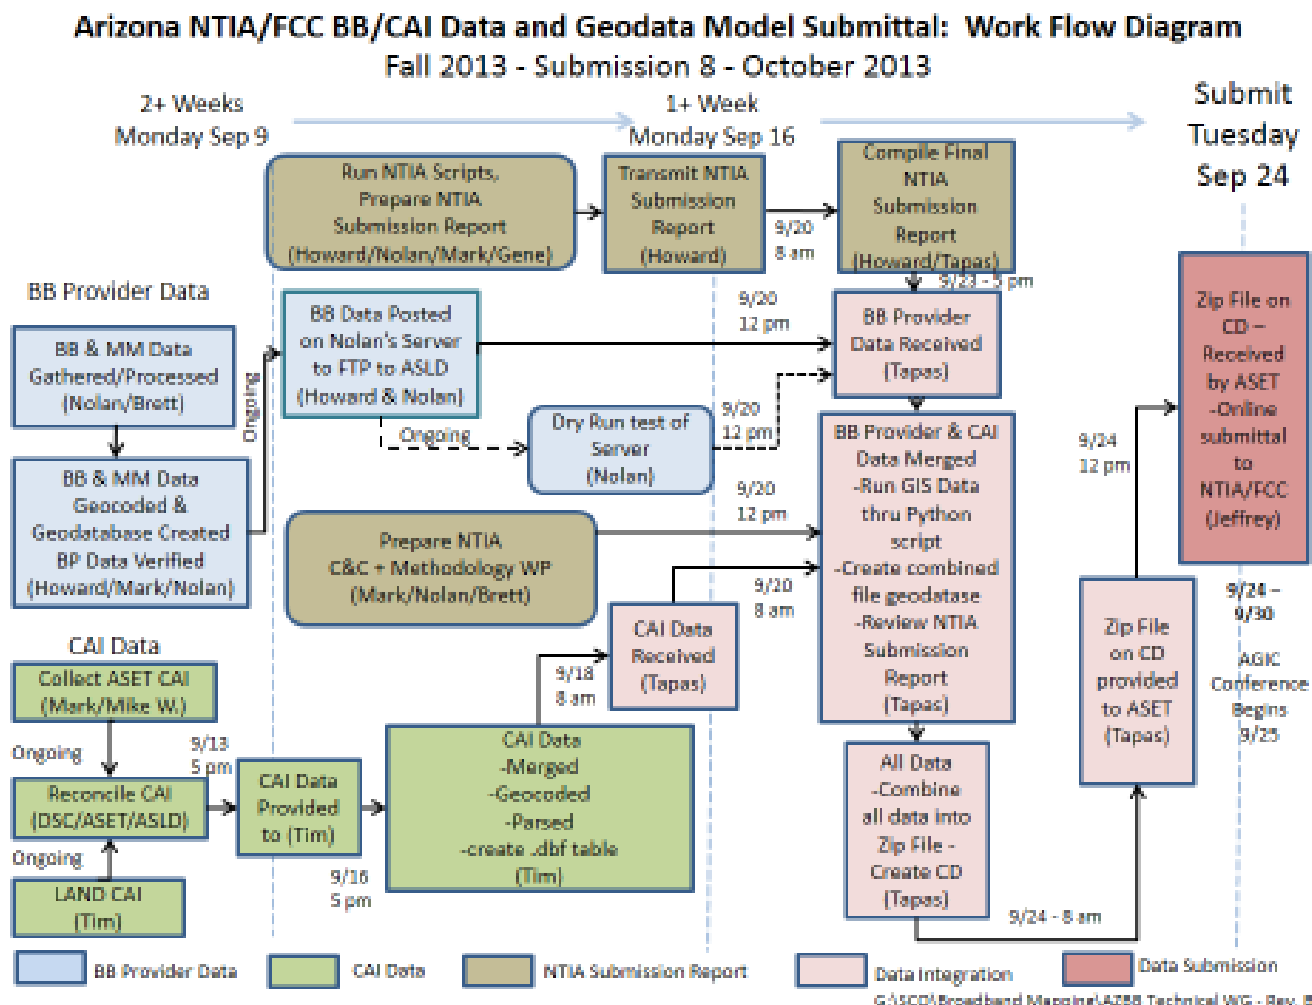 Arizona NTIA/FCC BB/CAI Data and Geodata Model Submittal: Work Flow Diagram
Fall 2013 - Submission 8 - October 2013
2+ Weeks
Monday Sep 9
1+ Week
Monday Sep 16
Submit
Tuesday
Sep 24
Run NTIA Scripts,
Prepare NTIA
Submission Report
(Howard/Nolan/Mark/Gene)
Transmit NTIA
Submission
Report
(Howard)
9/20
8 am
Compile Final
NTIA
Submission
Report
(Howard/Tapas)
9/23 - 5 pm
BB Provider Data
BB & MM Data
Gathered/Processed
(Nolan/Brett)
BB & MM Data
Geocoded &
Geodatabase Created
BP Data Verified
(Howard/Mark/Nolan)
Ongoing
BB Data Posted
on Nolan's Server
to FTP to ASLD
(Howard & Nolan)
9/20
12 pm
BB Provider
Data Received
(Tapas)
Ongoing
Dry Run test of
Server
(Nolan)
9/20
12 pm
Prepare NTIA
C&C + Methodology WP
(Mark/Nolan/Brett)
9/20
12 pm
BB Provider & CAI
Data Merged
-Run GIS Data
thru Python
script
-Create combined
file geodatase
-Review NTIA
Submission
Report
(Tapas)
CAI Data
Collect ASET CAI
(Mark/Mike W.)
Ongoing
Reconcile CAI
(DSC/ASET/ASLD)
Ongoing
LAND CAI
(Tim)
9/13
5 pm
CAI Data
Provided
to (Tim)
9/16
5 pm
CAI Data
-Merged
-Geocoded
-Parsed
-create .dbf table
(Tim)
9/18
8 am
CAI Data
Received
(Tapas)
9/20
8 am
All Data
-Combine
all data into
Zip File -
Create CD
(Tapas)
9/24 - 8 am
Zip File
on CD
provided
to ASET
(Tapas)
9/24
12 pm
Zip File on
CD –
Received
by ASET
-Online
submittal
to
NTIA/FCC
(Jeffrey)
9/24 –
9/30
AGIC
Conference
Begins
9/25
BB Provider Data
CAI Data
NTIA Submission Report
Data Integration
Data Submission
G:\SCO\Broadband Mapping\AZBB Technical WG - Rev. B